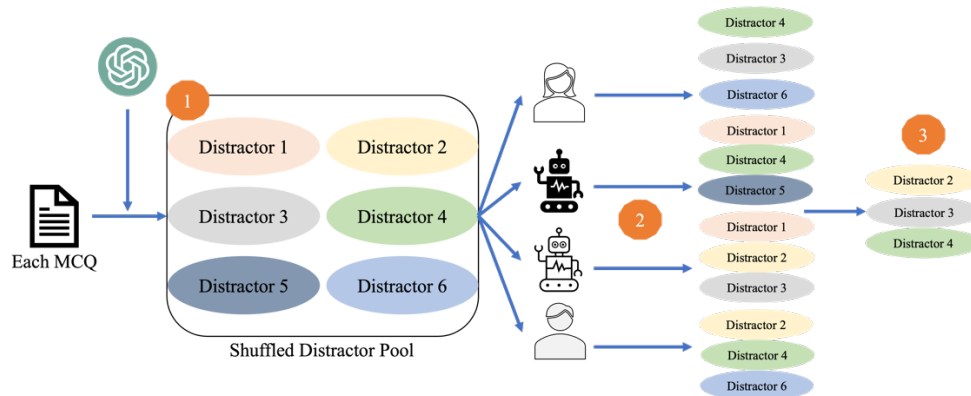 1
Distractor 1
Distractor 2
Distractor 3
Distractor 4
Distractor 5
Distractor 6
Shuffled Distractor Pool
Each MCQ
2
Distractor 4
Distractor 3
Distractor 6
Distractor 1
Distractor 4
Distractor 5
Distractor 1
Distractor 2
Distractor 3
Distractor 2
Distractor 4
Distractor 6
3
Distractor 2
Distractor 3
Distractor 4